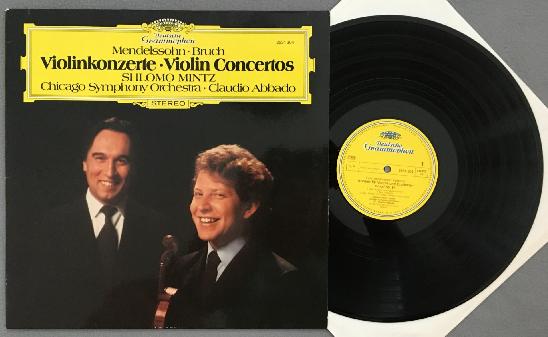 Deutsche
Grammophon
Mendelssohn · Bruch
Violinkonzerte · Violin Concertos
SHLOMO MINTZ
Chicago Symphony Orchestra · Claudio Abbado
STEREO
Deutsche
Grammophon